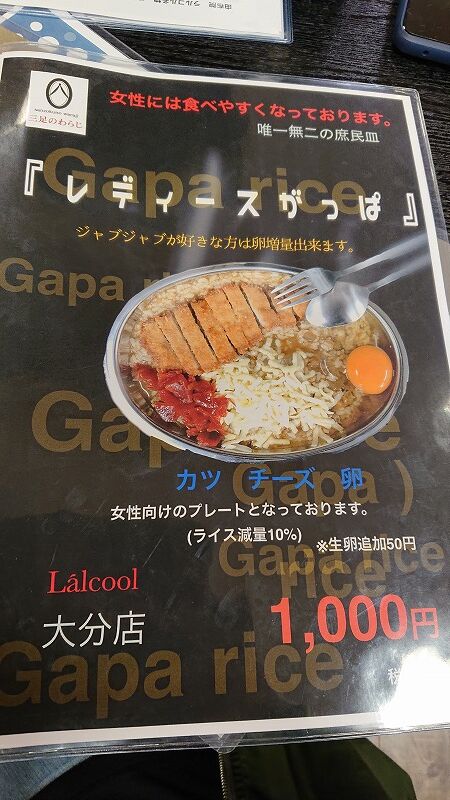 三足のわらじ
女性には食べやすくなっております。
唯一無二の庶民皿
『レディースがっぱ』
ジャブジャブが好きな方は卵増量出来ます。
Gapa rice
Gapa ri
Gapa rice
カツ チーズ 卵
Gapa )
女性向けのプレートとなっております。
(ライス減量10%)
※生卵追加50円
Gapa rice
rice
Lālcool
大分店
1,000円
Gapa rice
税